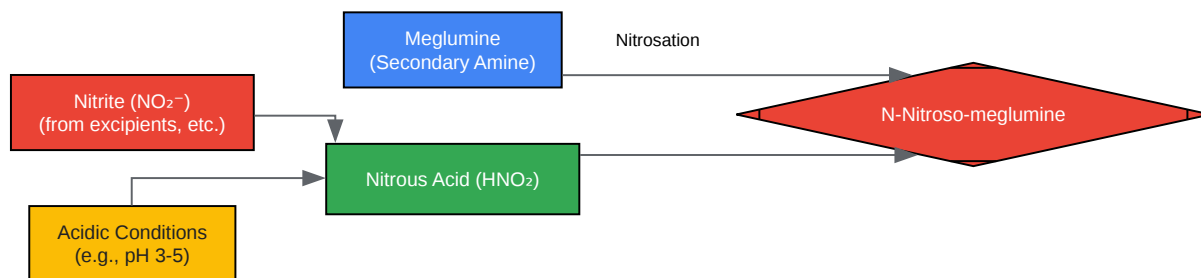 Meglumine
(Secondary Amine)
Nitrosation
Nitrite (NO₂⁻)
(from excipients, etc.)
N-Nitroso-meglumine
Nitrous Acid (HNO₂)
Acidic Conditions
(e.g., pH 3-5)